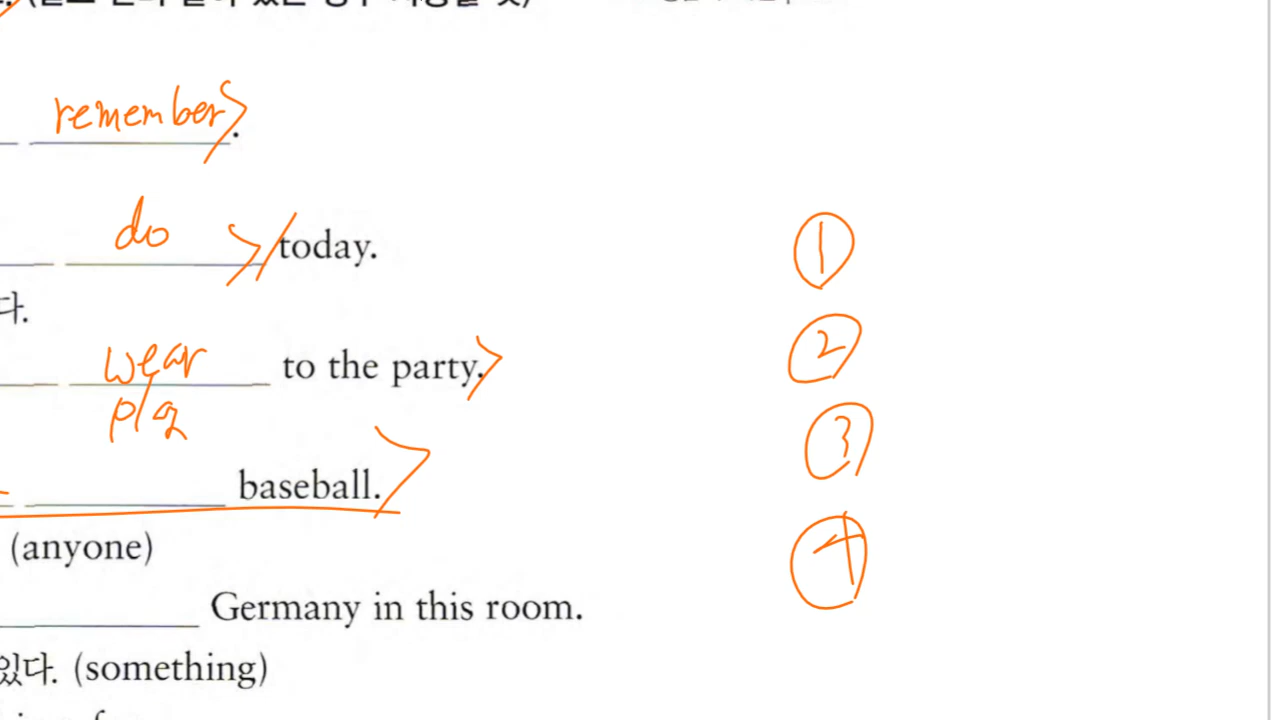 remember.
do today.
다.
wear to the party.
pla
baseball.
(anyone)
Germany in this room.
있다. (something)
①
②
③
④